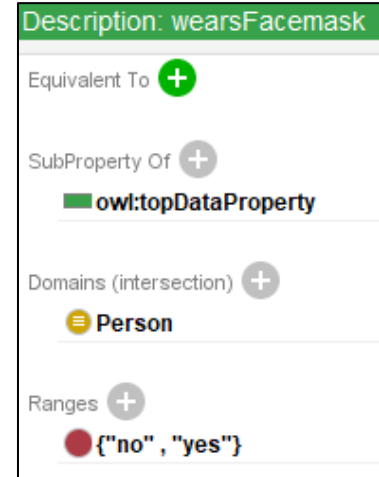 Description: wearsFacemask
Equivalent To
SubProperty Of
owl:topDataProperty
Domains (intersection)
Person
Ranges
{"no" , "yes"}